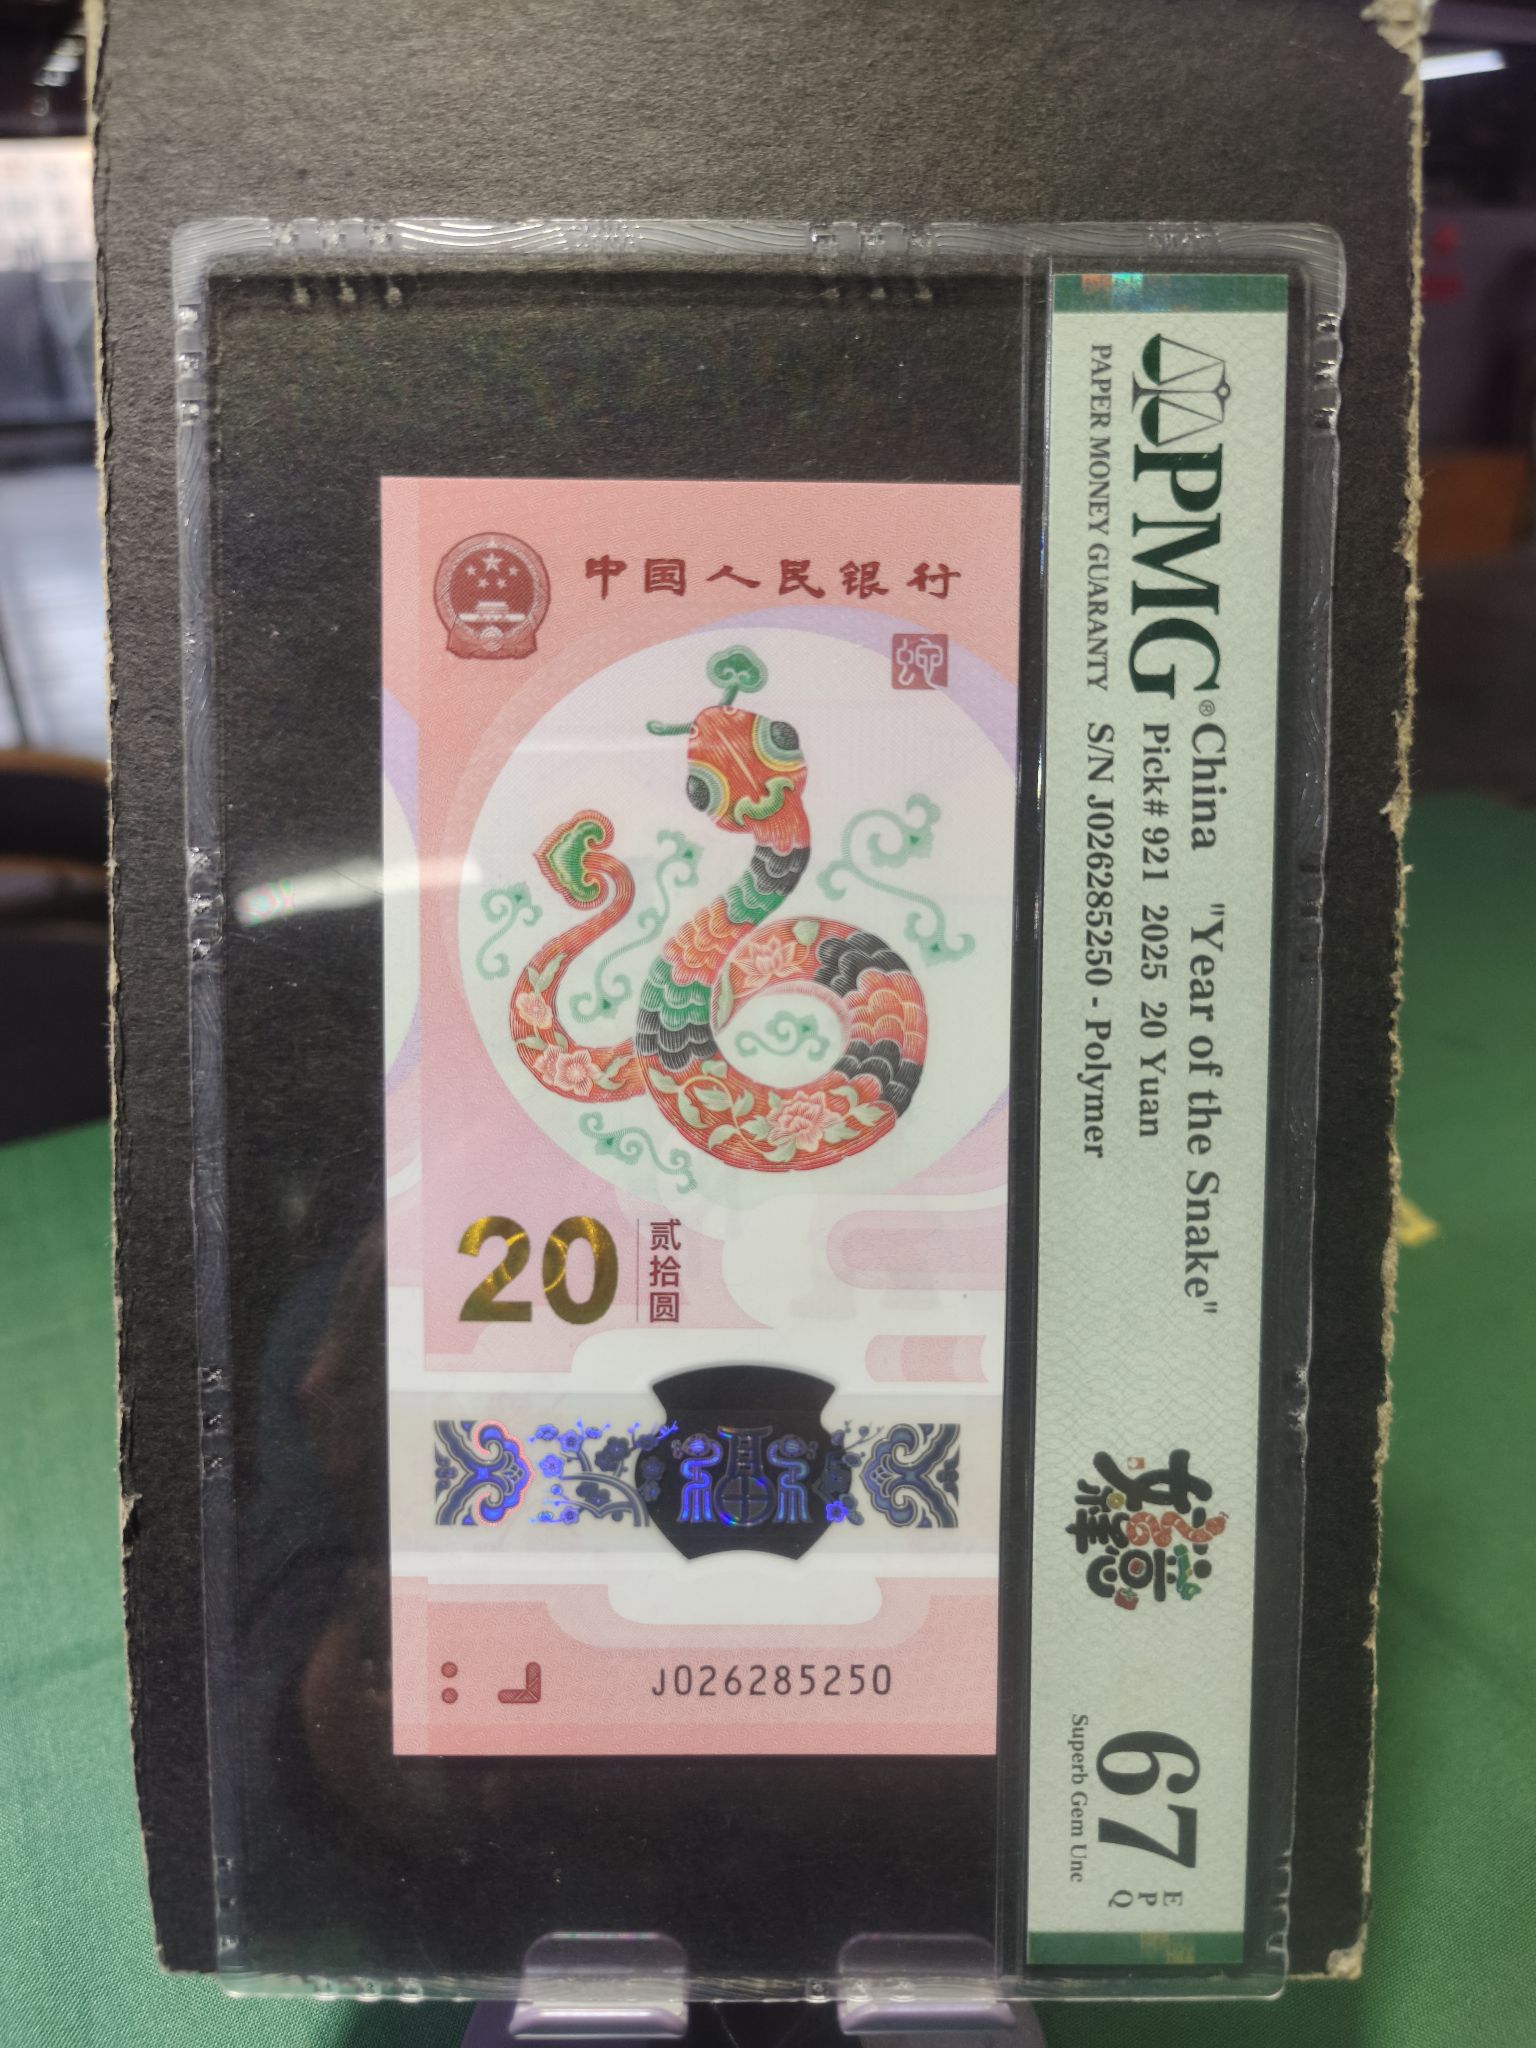 中国人民银行
蛇
20
贰拾圆
J026285250
PMG®
PAPER MONEY GUARANTY
China "Year of the Snake"
Pick# 921 2025 20 Yuan
S/N J026285250 - Polymer
67 EPQ
Superb Gem Unc